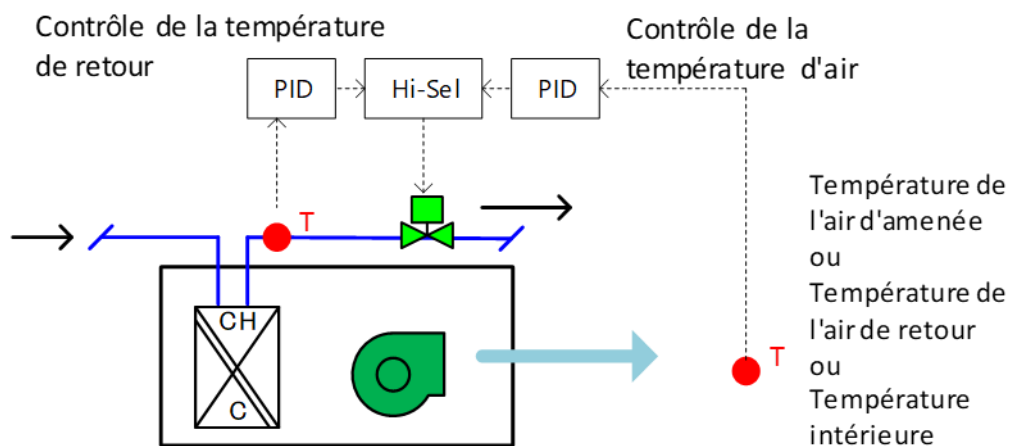 Contrôle de la température
de retour
Contrôle de la
température d'air
PID
Hi-Sel
PID
T
Température de
l'air d'amenée
ou
Température de
l'air de retour
ou
Température
intérieure
T
CH
C